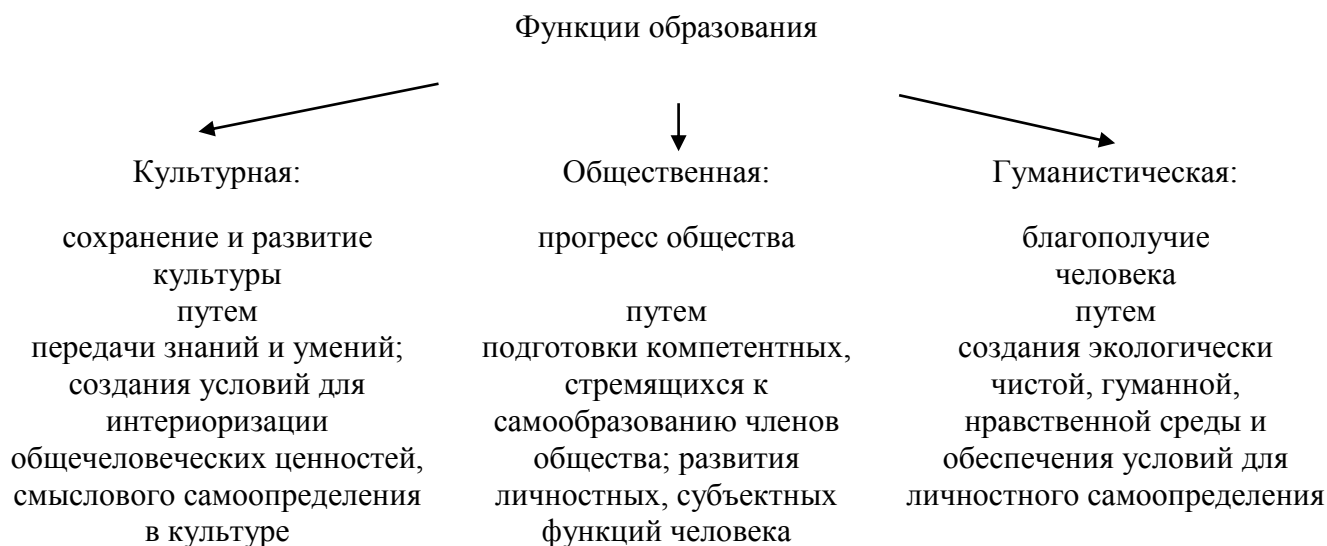 Функции образования
Культурная:
сохранение и развитие
культуры
путем
передачи знаний и умений;
создания условий для
интериоризации
общечеловеческих ценностей,
смыслового самоопределения
в культуре
Общественная:
прогресс общества
путем
подготовки компетентных,
стремящихся к
самообразованию членов
общества; развития
личностных, субъектных
функций человека
Гуманистическая:
благополучие
человека
путем
создания экологически
чистой, гуманной,
нравственной среды и
обеспечения условий для
личностного самоопределения